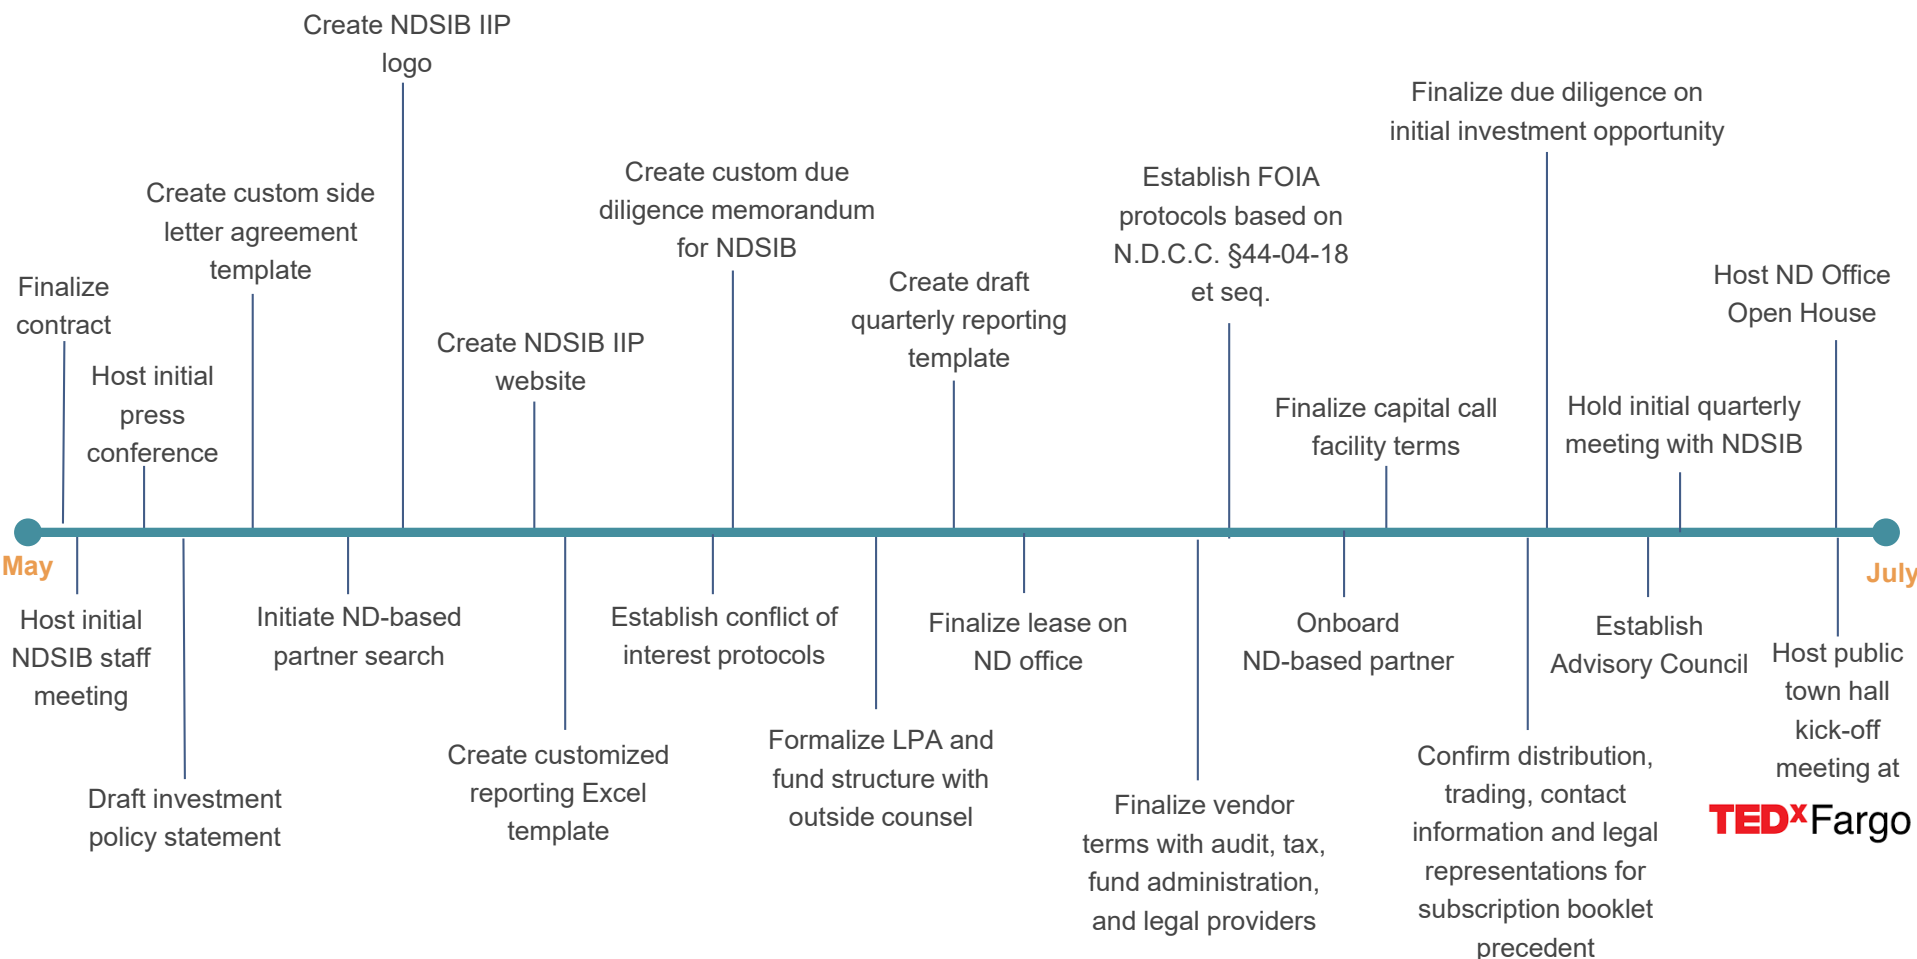 Create NDSIB IIP
logo
Finalize due diligence on
initial investment opportunity
Create custom due
diligence memorandum
for NDSIB
Establish FOIA
protocols based on
N.D.C.C. §44-04-18
et seq.
Create custom side
letter agreement
template
Finalize
contract
Create draft
quarterly reporting
template
Host ND Office
Open House
Host initial
press
conference
Create NDSIB IIP
website
Finalize capital call
facility terms
Hold initial quarterly
meeting with NDSIB
May
July
Host initial
NDSIB staff
meeting
Initiate ND-based
partner search
Establish conflict of
interest protocols
Finalize lease on
ND office
Onboard
ND-based partner
Establish
Advisory Council
Host public
town hall
kick-off
meeting at
TEDxFargo
Draft investment
policy statement
Create customized
reporting Excel
template
Formalize LPA and
fund structure with
outside counsel
Finalize vendor
terms with audit, tax,
fund administration,
and legal providers
Confirm distribution,
trading, contact
information and legal
representations for
subscription booklet
precedent